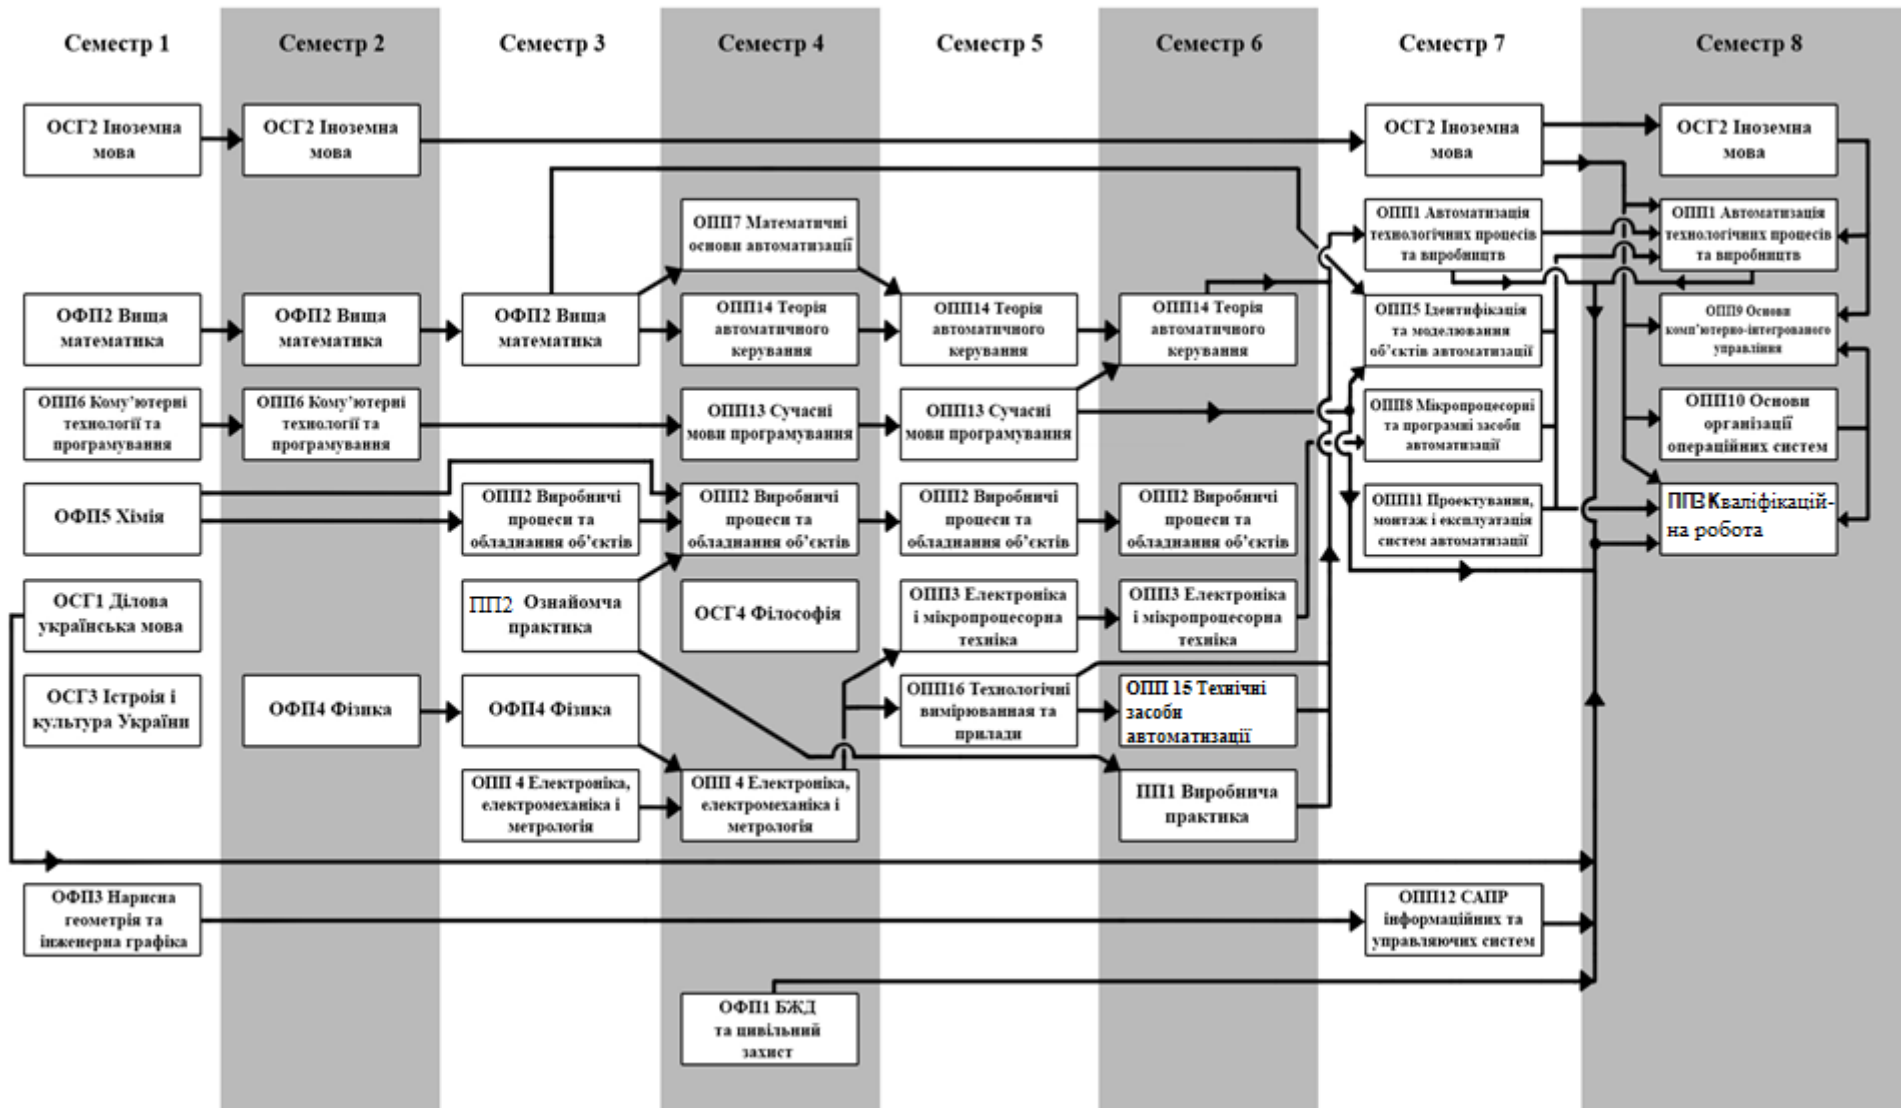 Семестр 1
Семестр 2
Семестр 3
Семестр 4
Семестр 5
Семестр 6
Семестр 7
Семестр 8
ОСГ2 Іноземна
мова
ОСГ2 Іноземна
мова
ОСГ2 Іноземна
мова
ОСГ2 Іноземна
мова
ОПП7 Математичні
основи автоматизації
ОПП1 Автоматизація
технологічних процесів
та виробництв
ОПП1 Автоматизація
технологічних процесів
та виробництв
ОФП2 Вища
математика
ОФП2 Вища
математика
ОФП2 Вища
математика
ОПП14 Теорія
автоматичного
керування
ОПП14 Теорія
автоматичного
керування
ОПП14 Теорія
автоматичного
керування
ОПП5 Ідентифікація
та моделювання
об'єктів автоматизації
ОПП9 Основи
комп'ютерно-інтегрованого
управління
ОПП6 Кому'ютерні
технології та
програмування
ОПП6 Кому'ютерні
технології та
програмування
ОПП13 Сучасні
мови програмування
ОПП13 Сучасні
мови програмування
ОПП8 Мікропроцесорні
та програмні засоби
автоматизації
ОПП10 Основи
організації
операційних систем
ОФП5 Хімія
ОПП2 Виробничі
процеси та
обладнання об'єктів
ОПП2 Виробничі
процеси та
обладнання об'єктів
ОПП2 Виробничі
процеси та
обладнання об'єктів
ОПП2 Виробничі
процеси та
обладнання об'єктів
ОПП11 Проектування,
монтаж і експлуатація
систем автоматизації
ПП3 Кваліфікацій-
на робота
ОСГ1 Ділова
українська мова
ПП2 Ознайомча
практика
ОСГ4 Філософія
ОПП3 Електроніка
і мікропроцесорна
техніка
ОПП3 Електроніка
і мікропроцесорна
техніка
ОСГ3 Істроія і
культура України
ОФП4 Фізика
ОФП4 Фізика
ОПП16 Технологічні
вимірюванная та
прилади
ОПП 15 Технічні
засоби
автоматизації
ОПП 4 Електроніка,
електромеханіка і
метрологія
ОПП 4 Електроніка,
електромеханіка і
метрологія
ПП1 Виробнича
практика
ОФП3 Нарисна
геометрія та
інженерна графіка
ОПП12 САПР
інформаційних та
управляючих систем
ОФП1 БЖД
та цивільний
захист